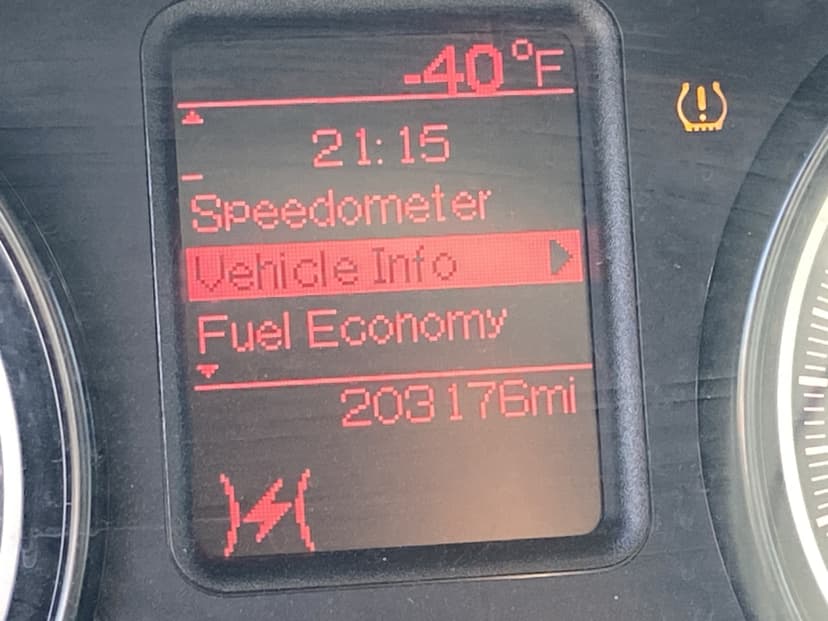 -40°F
21:15
Speedometer
Vehicle Info
Fuel Economy
203176mi